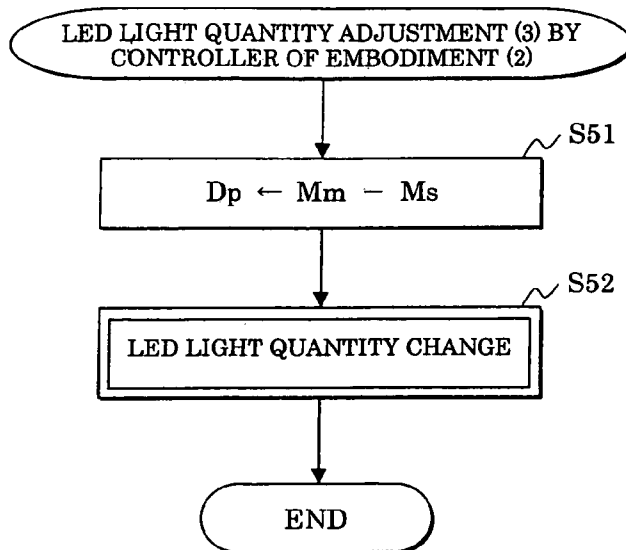 LED LIGHT QUANTITY ADJUSTMENT (3) BY
CONTROLLER OF EMBODIMENT (2)
S51
Dp ← Mm − Ms
S52
LED LIGHT QUANTITY CHANGE
END